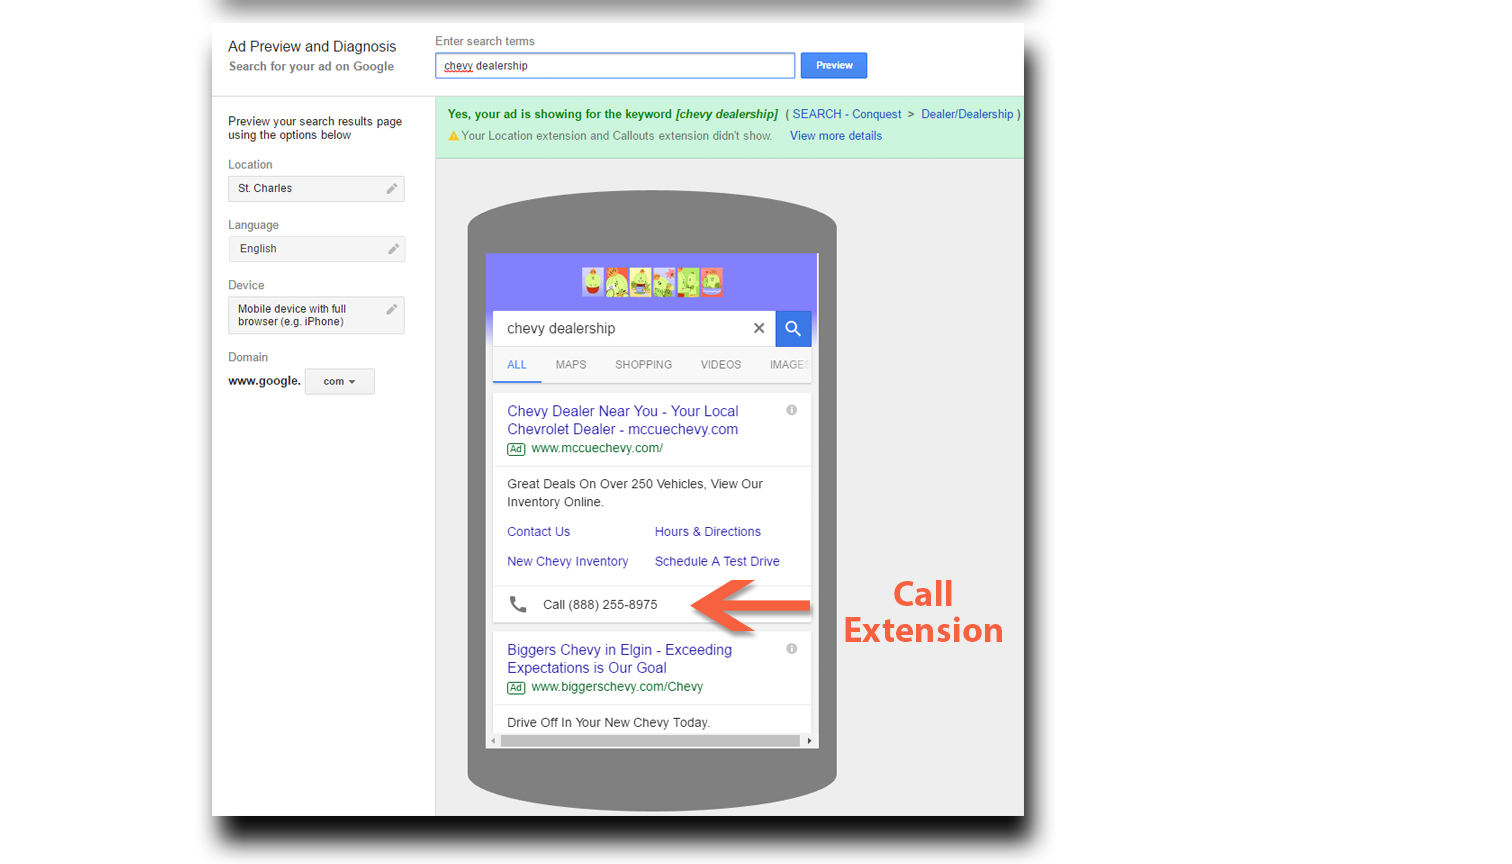 Ad Preview and Diagnosis
Search for your ad on Google
Enter search terms
chevy dealership
Preview
Preview your search results page
using the options below
Location
St. Charles
Language
English
Device
Mobile device with full
browser (e.g. iPhone)
Domain
www.google. com
Yes, your ad is showing for the keyword [chevy dealership] ( SEARCH - Conquest > Dealer/Dealership )
Your Location extension and Callouts extension didn't show. View more details
chevy dealership
ALL MAPS SHOPPING VIDEOS IMAGES
Chevy Dealer Near You - Your Local
Chevrolet Dealer - mccuechevy.com
Ad www.mccuechevy.com/
Great Deals On Over 250 Vehicles, View Our
Inventory Online.
Contact Us Hours & Directions
New Chevy Inventory Schedule A Test Drive
Call (888) 255-8975
Call
Extension
Biggers Chevy in Elgin - Exceeding
Expectations is Our Goal
Ad www.biggerschevy.com/Chevy
Drive Off In Your New Chevy Today.